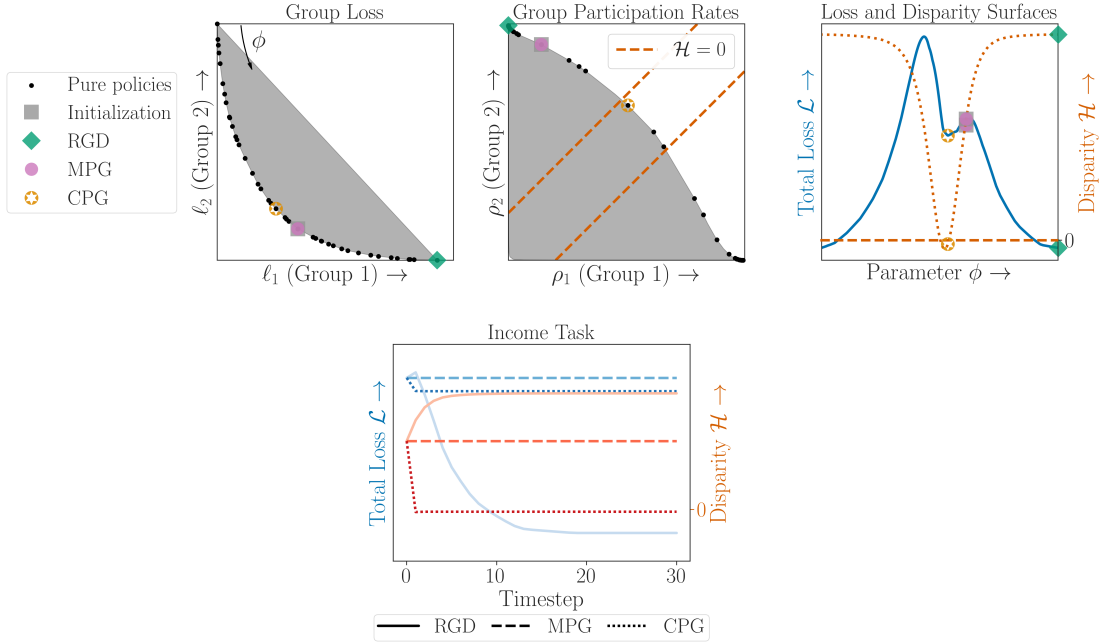 Group Loss
Group Participation Rates
Loss and Disparity Surfaces
ϕ
ℋ = 0
Pure policies
Initialization
RGD
MPG
CPG
ℓ₂ (Group 2) →
ρ₂ (Group 2) →
Total Loss ℒ →
Disparity ℋ →
0
ℓ₁ (Group 1) →
ρ₁ (Group 1) →
Parameter ϕ →
Income Task
Total Loss ℒ →
Disparity ℋ →
0
0 10 20 30
Timestep
RGD MPG CPG